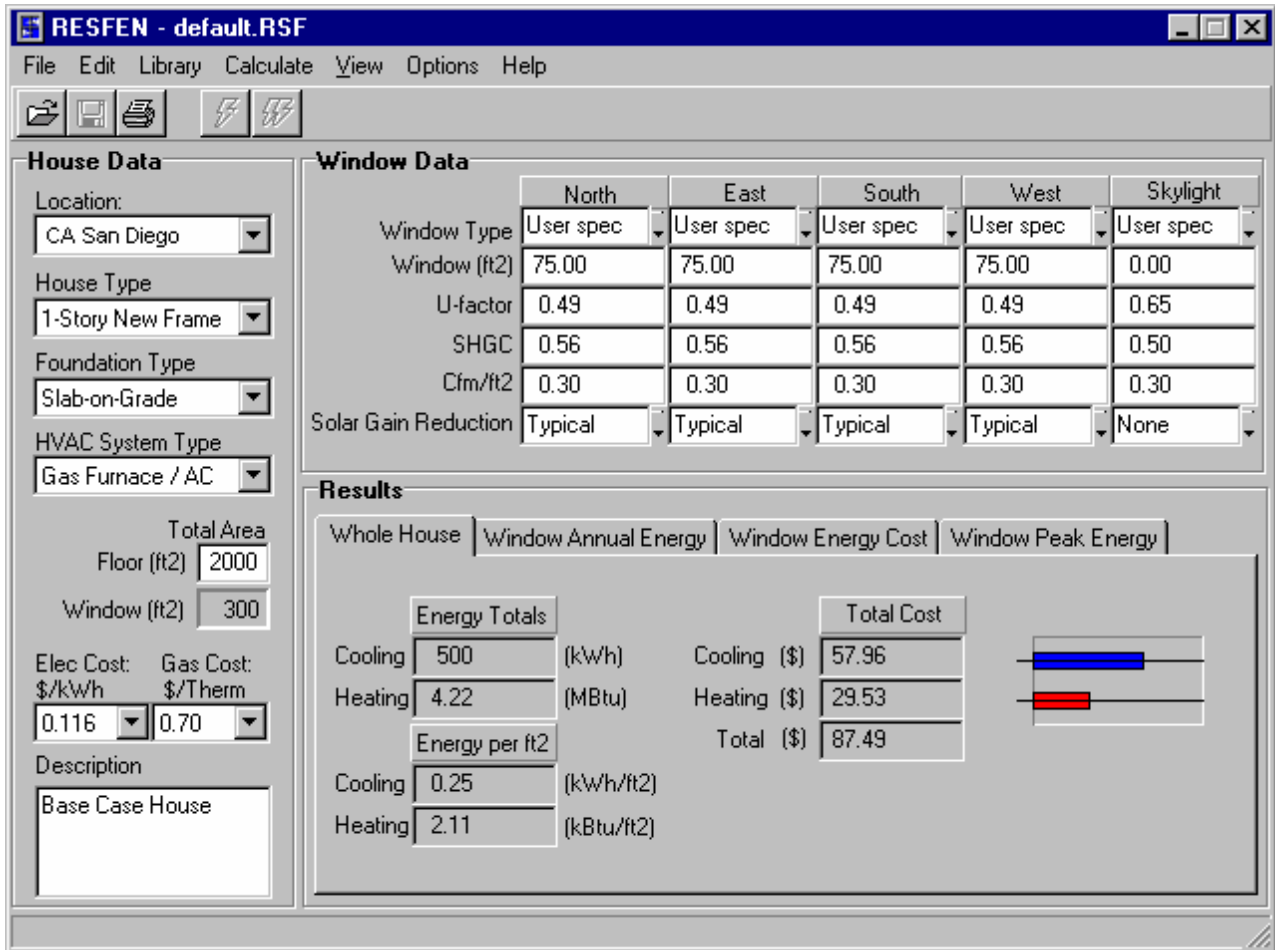 RESFEN - default.RSF
File Edit Library Calculate View Options Help
House Data
Location:
CA San Diego
House Type
1-Story New Frame
Foundation Type
Slab-on-Grade
HVAC System Type
Gas Furnace / AC
Total Area
Floor (ft2) 2000
Window (ft2) 300
Elec Cost: Gas Cost:
$/kWh $/Therm
0.116 0.70
Description
Base Case House
Window Data
North East South West Skylight
Window Type User spec User spec User spec User spec User spec
Window (ft2) 75.00 75.00 75.00 75.00 0.00
U-factor 0.49 0.49 0.49 0.49 0.65
SHGC 0.56 0.56 0.56 0.56 0.50
Cfm/ft2 0.30 0.30 0.30 0.30 0.30
Solar Gain Reduction Typical Typical Typical Typical None
Results
Whole House Window Annual Energy Window Energy Cost Window Peak Energy
Energy Totals Total Cost
Cooling 500 (kWh) Cooling ($) 57.96
Heating 4.22 (MBtu) Heating ($) 29.53
Energy per ft2 Total ($) 87.49
Cooling 0.25 (kWh/ft2)
Heating 2.11 (kBtu/ft2)